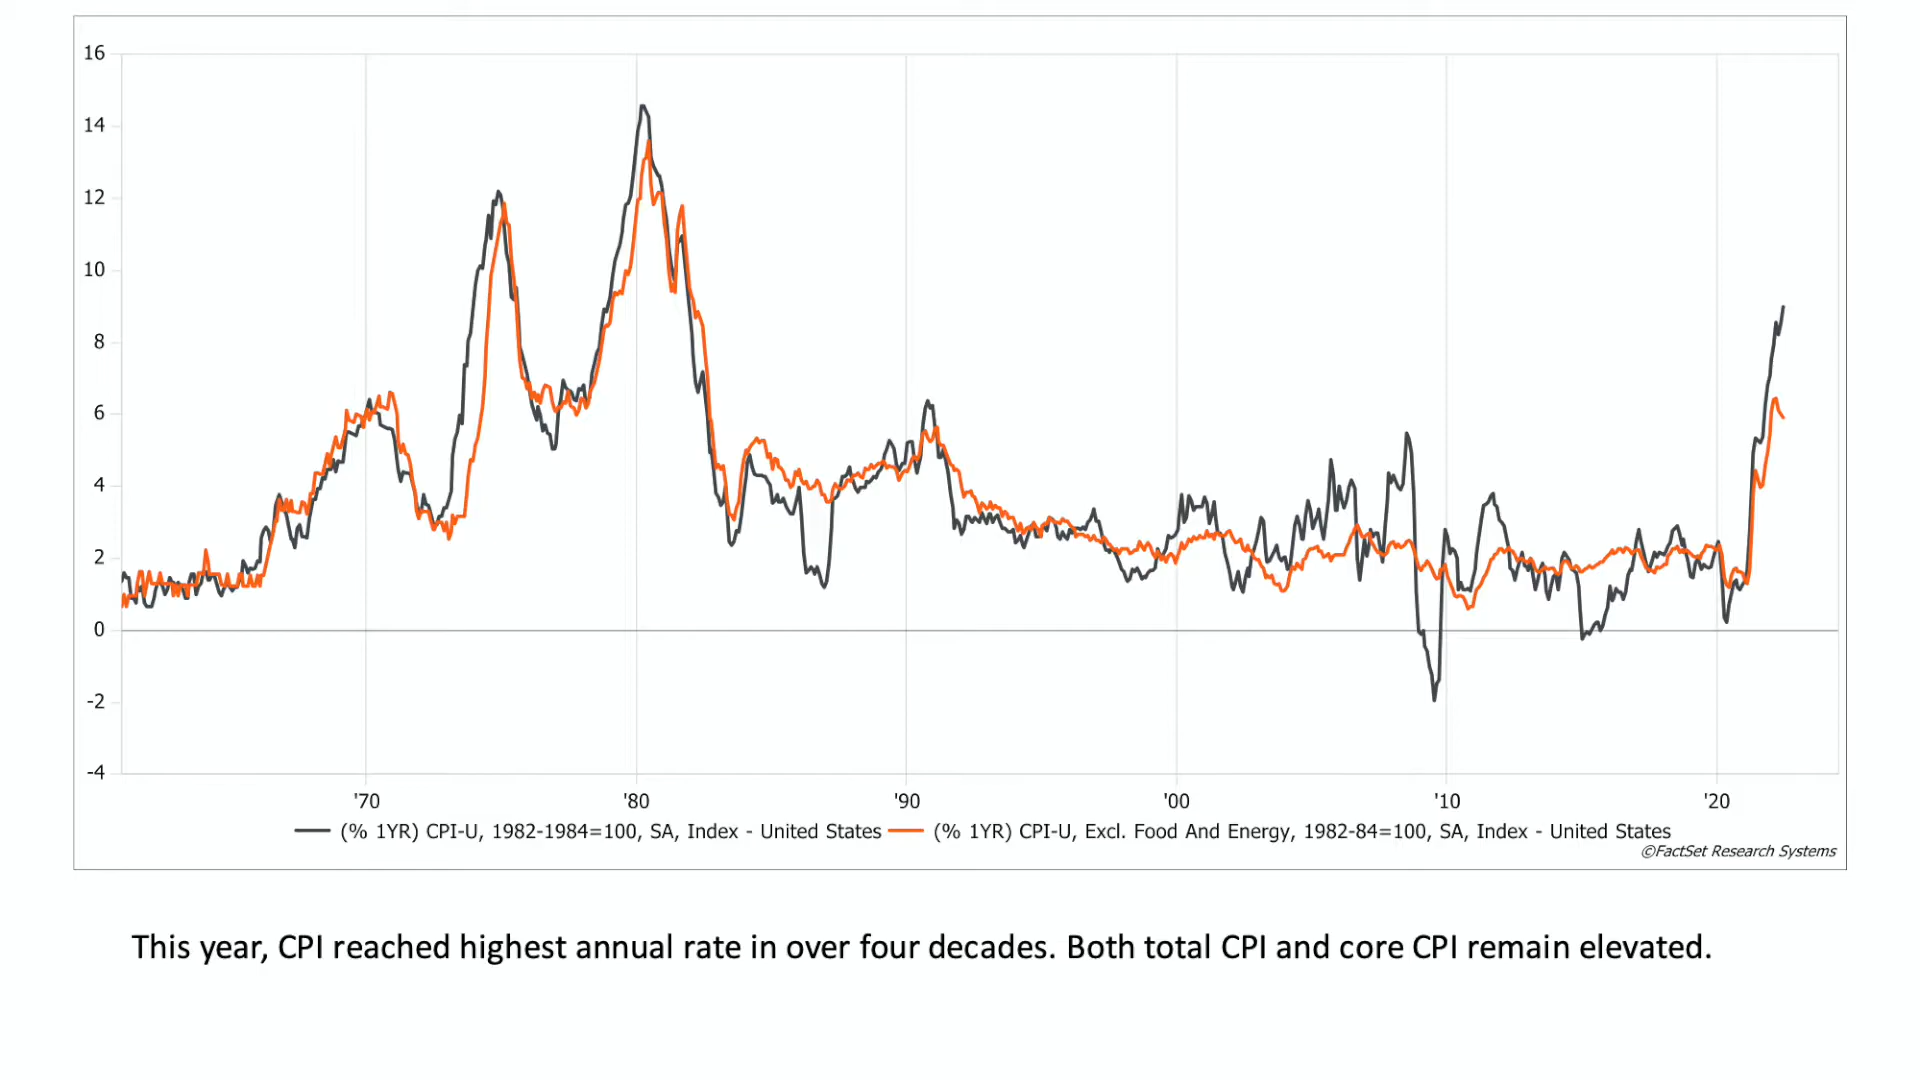 16
14
12
10
8
6
4
2
0
-2
-4
'70 '80 '90 '00 '10 '20
(% 1YR) CPI-U, 1982-1984=100, SA, Index - United States (% 1YR) CPI-U, Excl. Food And Energy, 1982-84=100, SA, Index - United States
©FactSet Research Systems
This year, CPI reached highest annual rate in over four decades. Both total CPI and core CPI remain elevated.